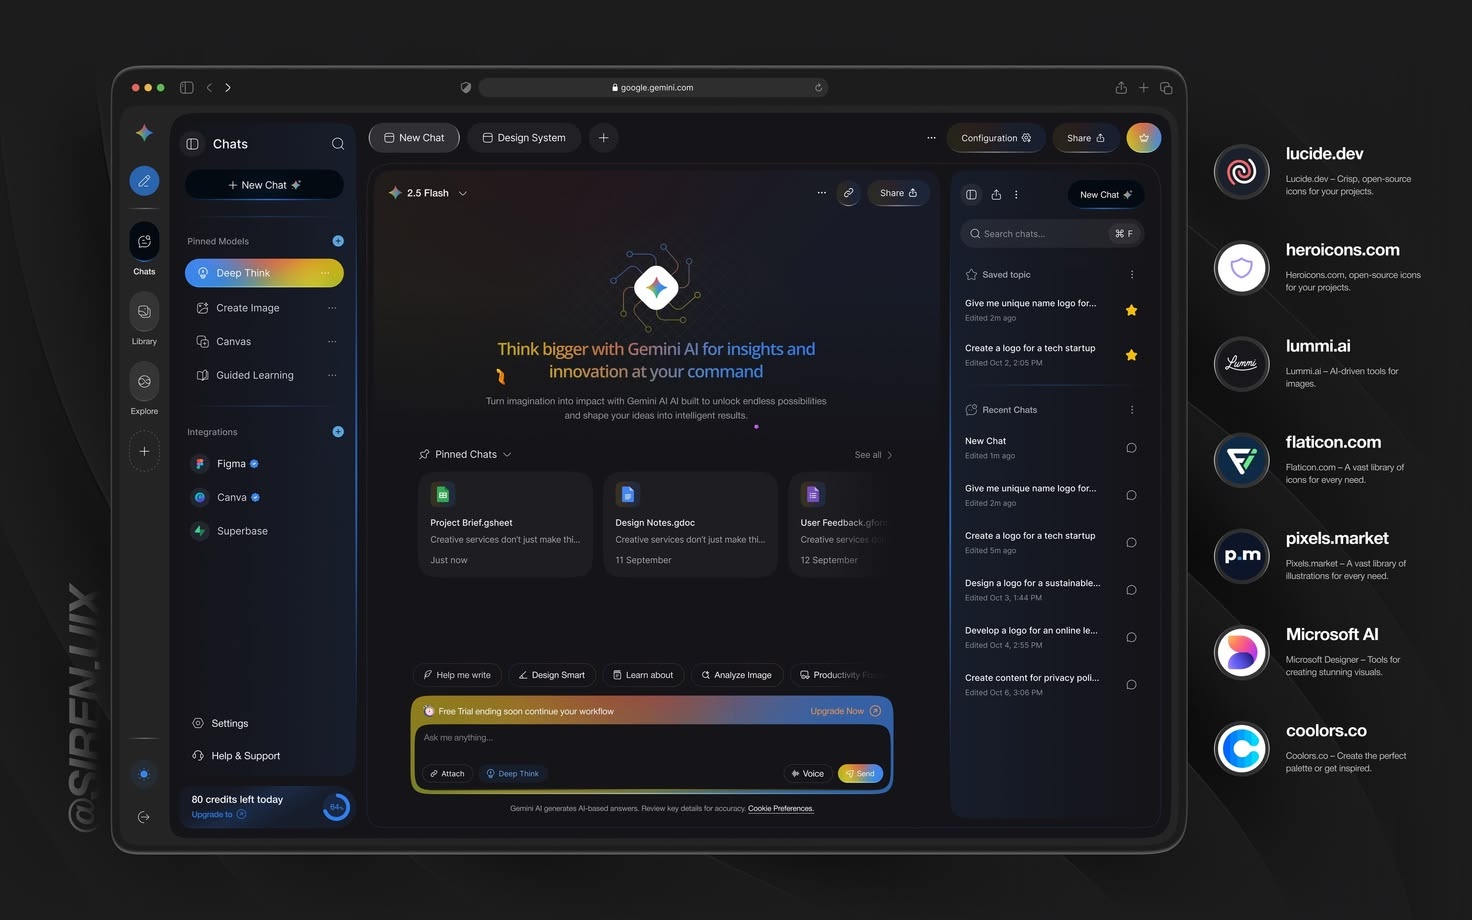 google.gemini.com
Chats
+ New Chat
Pinned Models
Deep Think
Create Image
Canvas
Guided Learning
Integrations
Figma
Canva
Superbase
Settings
Help & Support
80 credits left today
Upgrade to
64%
Chats
Library
Explore
New Chat
Design System
Configuration
Share
2.5 Flash
Share
Think bigger with Gemini AI for insights and
innovation at your command
Turn imagination into impact with Gemini AI AI built to unlock endless possibilities
and shape your ideas into intelligent results.
Pinned Chats
See all
Project Brief.gsheet
Creative services don't just make thi...
Just now
Design Notes.gdoc
Creative services don't just make thi...
11 September
User Feedback.gform
Creative services don
12 September
Help me write
Design Smart
Learn about
Analyze Image
Productivity
Free Trial ending soon continue your workflow
Upgrade Now
Ask me anything...
Attach
Deep Think
Voice
Send
Gemini AI generates AI-based answers. Review key details for accuracy. Cookie Preferences.
New Chat
Search chats...
⌘ F
Saved topic
Give me unique name logo for...
Edited 2m ago
Create a logo for a tech startup
Edited Oct 2, 2:05 PM
Recent Chats
New Chat
Edited 1m ago
Give me unique name logo for...
Edited 2m ago
Create a logo for a tech startup
Edited 5m ago
Design a logo for a sustainable...
Edited Oct 3, 1:44 PM
Develop a logo for an online le...
Edited Oct 4, 2:55 PM
Create content for privacy poli...
Edited Oct 6, 3:06 PM
lucide.dev
Lucide.dev – Crisp, open-source
icons for your projects.
heroicons.com
Heroicons.com, open-source icons
for your projects.
Lummi
lummi.ai
Lummi.ai – AI-driven tools for
images.
flaticon.com
Flaticon.com – A vast library of
icons for every need.
p.m
pixels.market
Pixels.market – A vast library of
illustrations for every need.
Microsoft AI
Microsoft Designer – Tools for
creating stunning visuals.
coolors.co
Coolors.co – Create the perfect
palette or get inspired.
@SIREN.UIX